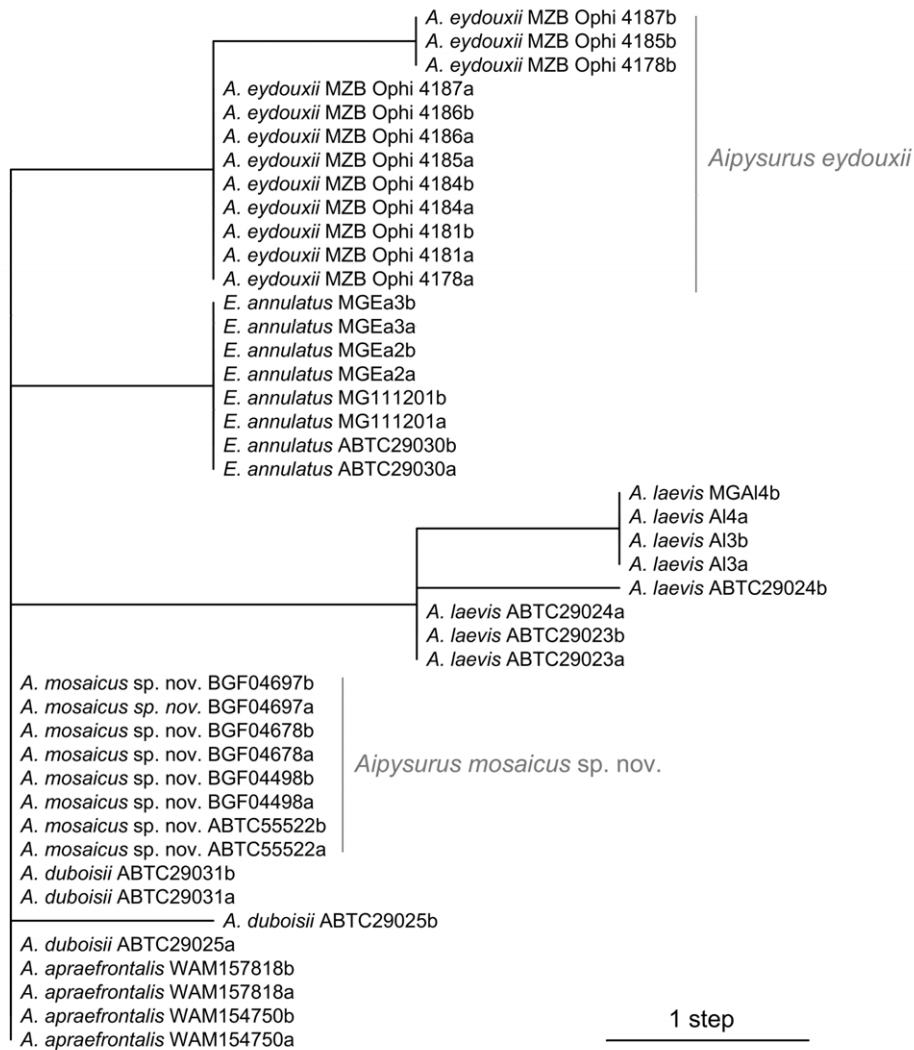 A. eydouxii MZB Ophi 4187b
A. eydouxii MZB Ophi 4185b
A. eydouxii MZB Ophi 4178b
A. eydouxii MZB Ophi 4187a
A. eydouxii MZB Ophi 4186b
A. eydouxii MZB Ophi 4186a
A. eydouxii MZB Ophi 4185a
A. eydouxii MZB Ophi 4184b
A. eydouxii MZB Ophi 4184a
A. eydouxii MZB Ophi 4181b
A. eydouxii MZB Ophi 4181a
A. eydouxii MZB Ophi 4178a
Aipysurus eydouxii
E. annulatus MGEa3b
E. annulatus MGEa3a
E. annulatus MGEa2b
E. annulatus MGEa2a
E. annulatus MG111201b
E. annulatus MG111201a
E. annulatus ABTC29030b
E. annulatus ABTC29030a
A. laevis MGAl4b
A. laevis Al4a
A. laevis Al3b
A. laevis Al3a
A. laevis ABTC29024b
A. laevis ABTC29024a
A. laevis ABTC29023b
A. laevis ABTC29023a
A. mosaicus sp. nov. BGF04697b
A. mosaicus sp. nov. BGF04697a
A. mosaicus sp. nov. BGF04678b
A. mosaicus sp. nov. BGF04678a
A. mosaicus sp. nov. BGF04498b
A. mosaicus sp. nov. BGF04498a
A. mosaicus sp. nov. ABTC55522b
A. mosaicus sp. nov. ABTC55522a
Aipysurus mosaicus sp. nov.
A. duboisii ABTC29031b
A. duboisii ABTC29031a
A. duboisii ABTC29025b
A. duboisii ABTC29025a
A. apraefrontalis WAM157818b
A. apraefrontalis WAM157818a
A. apraefrontalis WAM154750b
A. apraefrontalis WAM154750a
1 step